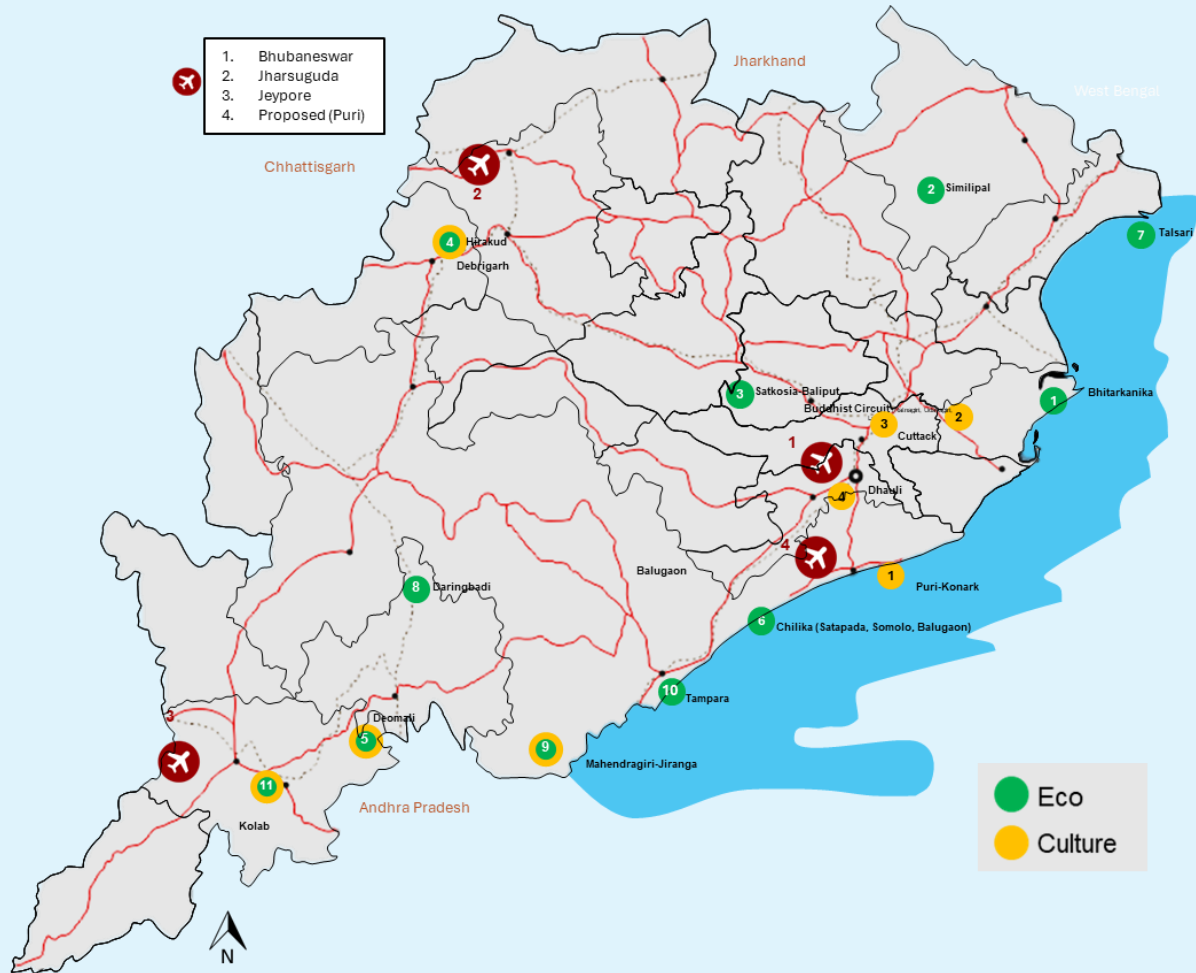 1. Bhubaneswar
2. Jharsuguda
3. Jeypore
4. Proposed (Puri)
Jharkhand
West Bengal
Chhattisgarh
2
2
Similipal
7
Talsari
4
Hirakud
Debrigarh
3
Satkosia-Baliput
1
Bhitarkanika
Buddhist Circuit
2
3
Cuttack
1
4
Dhauli
4
Balugaon
1
Puri-Konark
8
Daringbadi
6
Chilika (Satapada, Somolo, Balugaon)
10
Tampara
3
Deomali
5
9
Mahendragiri-Jiranga
11
Kolab
Andhra Pradesh
Eco
Culture
N